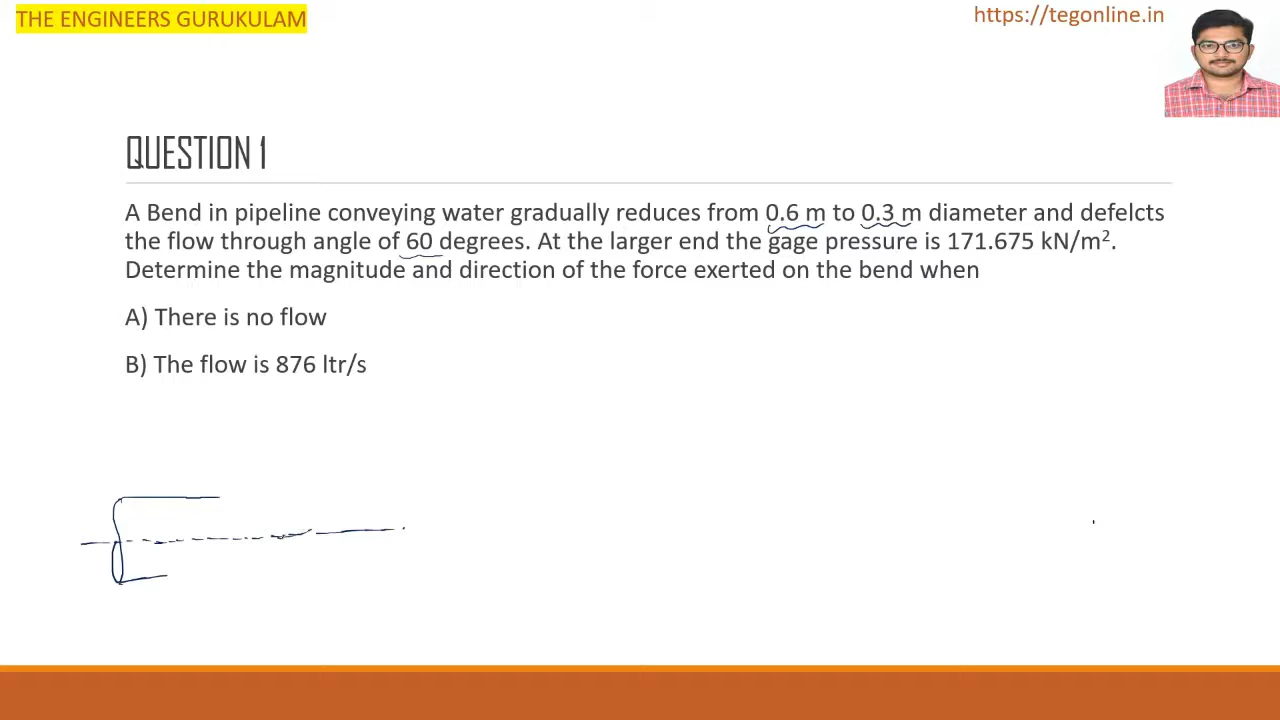 THE ENGINEERS GURUKULAM
https://tegonline.in
QUESTION 1
A Bend in pipeline conveying water gradually reduces from 0.6 m to 0.3 m diameter and defelcts
the flow through angle of 60 degrees. At the larger end the gage pressure is 171.675 kN/m².
Determine the magnitude and direction of the force exerted on the bend when
A) There is no flow
B) The flow is 876 ltr/s